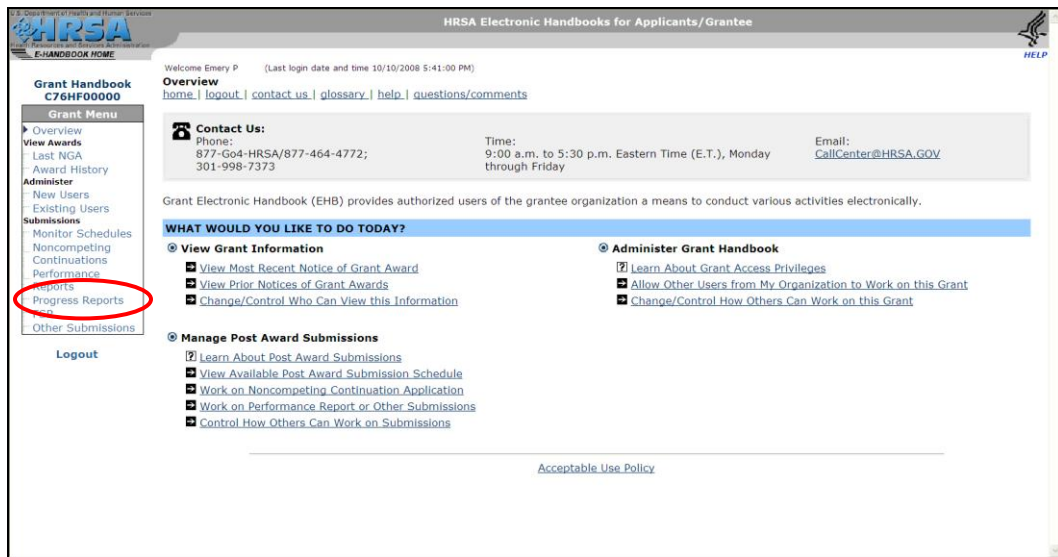 U.S. Department of Health and Human Services
HRSA
Health Resources and Services Administration
E-HANDBOOK HOME
HRSA Electronic Handbooks for Applicants/Grantee
HELP
Grant Handbook
C76HF00000
Grant Menu
Overview
View Awards
Last NGA
Award History
Administer
New Users
Existing Users
Submissions
Monitor Schedules
Noncompeting
Continuations
Performance
Reports
Progress Reports
FSR
Other Submissions
Logout
Welcome Emery P (Last login date and time 10/10/2008 5:41:00 PM)
Overview
home | logout | contact us | glossary | help | questions/comments
Contact Us:
Phone:
877-Go4-HRSA/877-464-4772;
301-998-7373
Time:
9:00 a.m. to 5:30 p.m. Eastern Time (E.T.), Monday
through Friday
Email:
CallCenter@HRSA.GOV
Grant Electronic Handbook (EHB) provides authorized users of the grantee organization a means to conduct various activities electronically.
WHAT WOULD YOU LIKE TO DO TODAY?
View Grant Information
View Most Recent Notice of Grant Award
View Prior Notices of Grant Awards
Change/Control Who Can View this Information
Administer Grant Handbook
Learn About Grant Access Privileges
Allow Other Users from My Organization to Work on this Grant
Change/Control How Others Can Work on this Grant
Manage Post Award Submissions
Learn About Post Award Submissions
View Available Post Award Submission Schedule
Work on Noncompeting Continuation Application
Work on Performance Report or Other Submissions
Control How Others Can Work on Submissions
Acceptable Use Policy